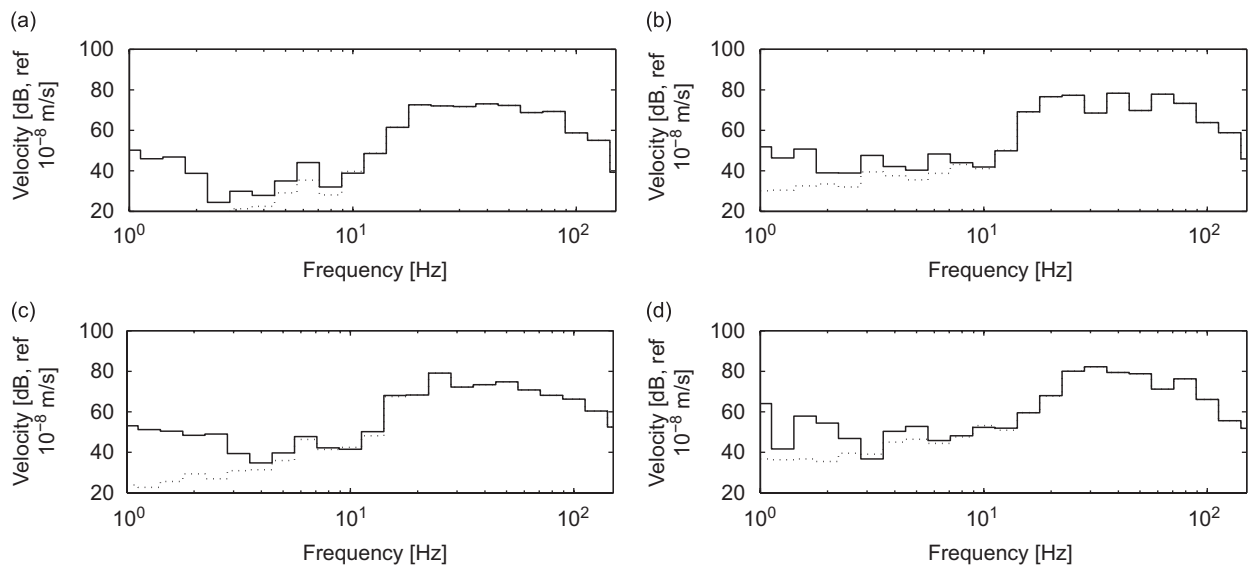 (a)
100
80
60
40
20
Velocity [dB, ref
10⁻⁸ m/s]
10⁰
10¹
10²
Frequency [Hz]
(b)
100
80
60
40
20
Velocity [dB, ref
10⁻⁸ m/s]
10⁰
10¹
10²
Frequency [Hz]
(c)
100
80
60
40
20
Velocity [dB, ref
10⁻⁸ m/s]
10⁰
10¹
10²
Frequency [Hz]
(d)
100
80
60
40
20
Velocity [dB, ref
10⁻⁸ m/s]
10⁰
10¹
10²
Frequency [Hz]